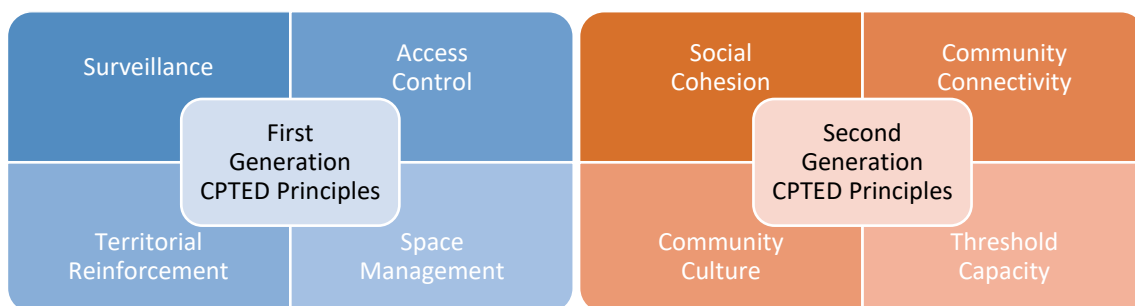 Surveillance
Access
Control
First
Generation
CPTED Principles
Territorial
Reinforcement
Space
Management
Social
Cohesion
Community
Connectivity
Second
Generation
CPTED Principles
Community
Culture
Threshold
Capacity